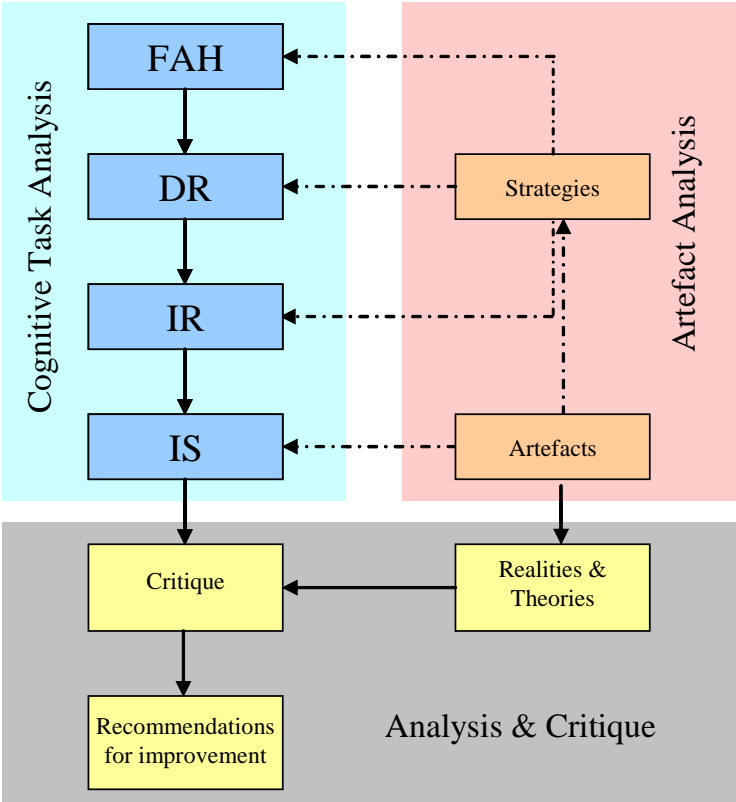 Cognitive Task Analysis
FAH
DR
IR
IS
Strategies
Artefacts
Artefact Analysis
Critique
Realities &
Theories
Recommendations
for improvement
Analysis & Critique